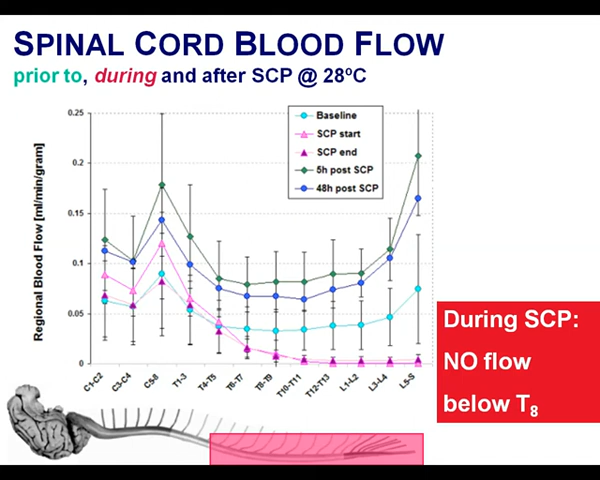 SPINAL CORD BLOOD FLOW
prior to, during and after SCP @ 28ºC
Baseline
SCP start
SCP end
5h post SCP
48h post SCP
Regional Blood Flow [ml/min/gram]
0.25
0.2
0.15
0.1
0.05
0
C1-C2
C3-C4
C5-8
T1-3
T4-T5
T6-T7
T8-T9
T10-T11
T12-T13
L1-L2
L3-L4
L5-S
During SCP:
NO flow
below T8